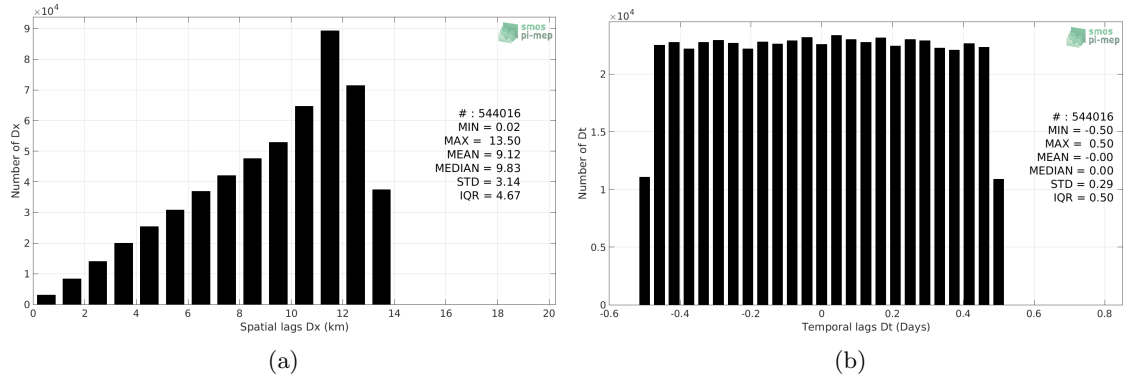 ×10⁴
9
8
7
6
5
4
3
2
1
0
Number of Dx
0 2 4 6 8 10 12 14 16 18 20
Spatial lags Dx (km)
smos
pi-mep
# : 544016
MIN = 0.02
MAX = 13.50
MEAN = 9.12
MEDIAN = 9.83
STD = 3.14
IQR = 4.67
(a)
×10⁴
2
1.5
1
0.5
0
Number of Dt
-0.6 -0.4 -0.2 0 0.2 0.4 0.6 0.8
Temporal lags Dt (Days)
smos
pi-mep
# : 544016
MIN = -0.50
MAX = 0.50
MEAN = -0.00
MEDIAN = 0.00
STD = 0.29
IQR = 0.50
(b)